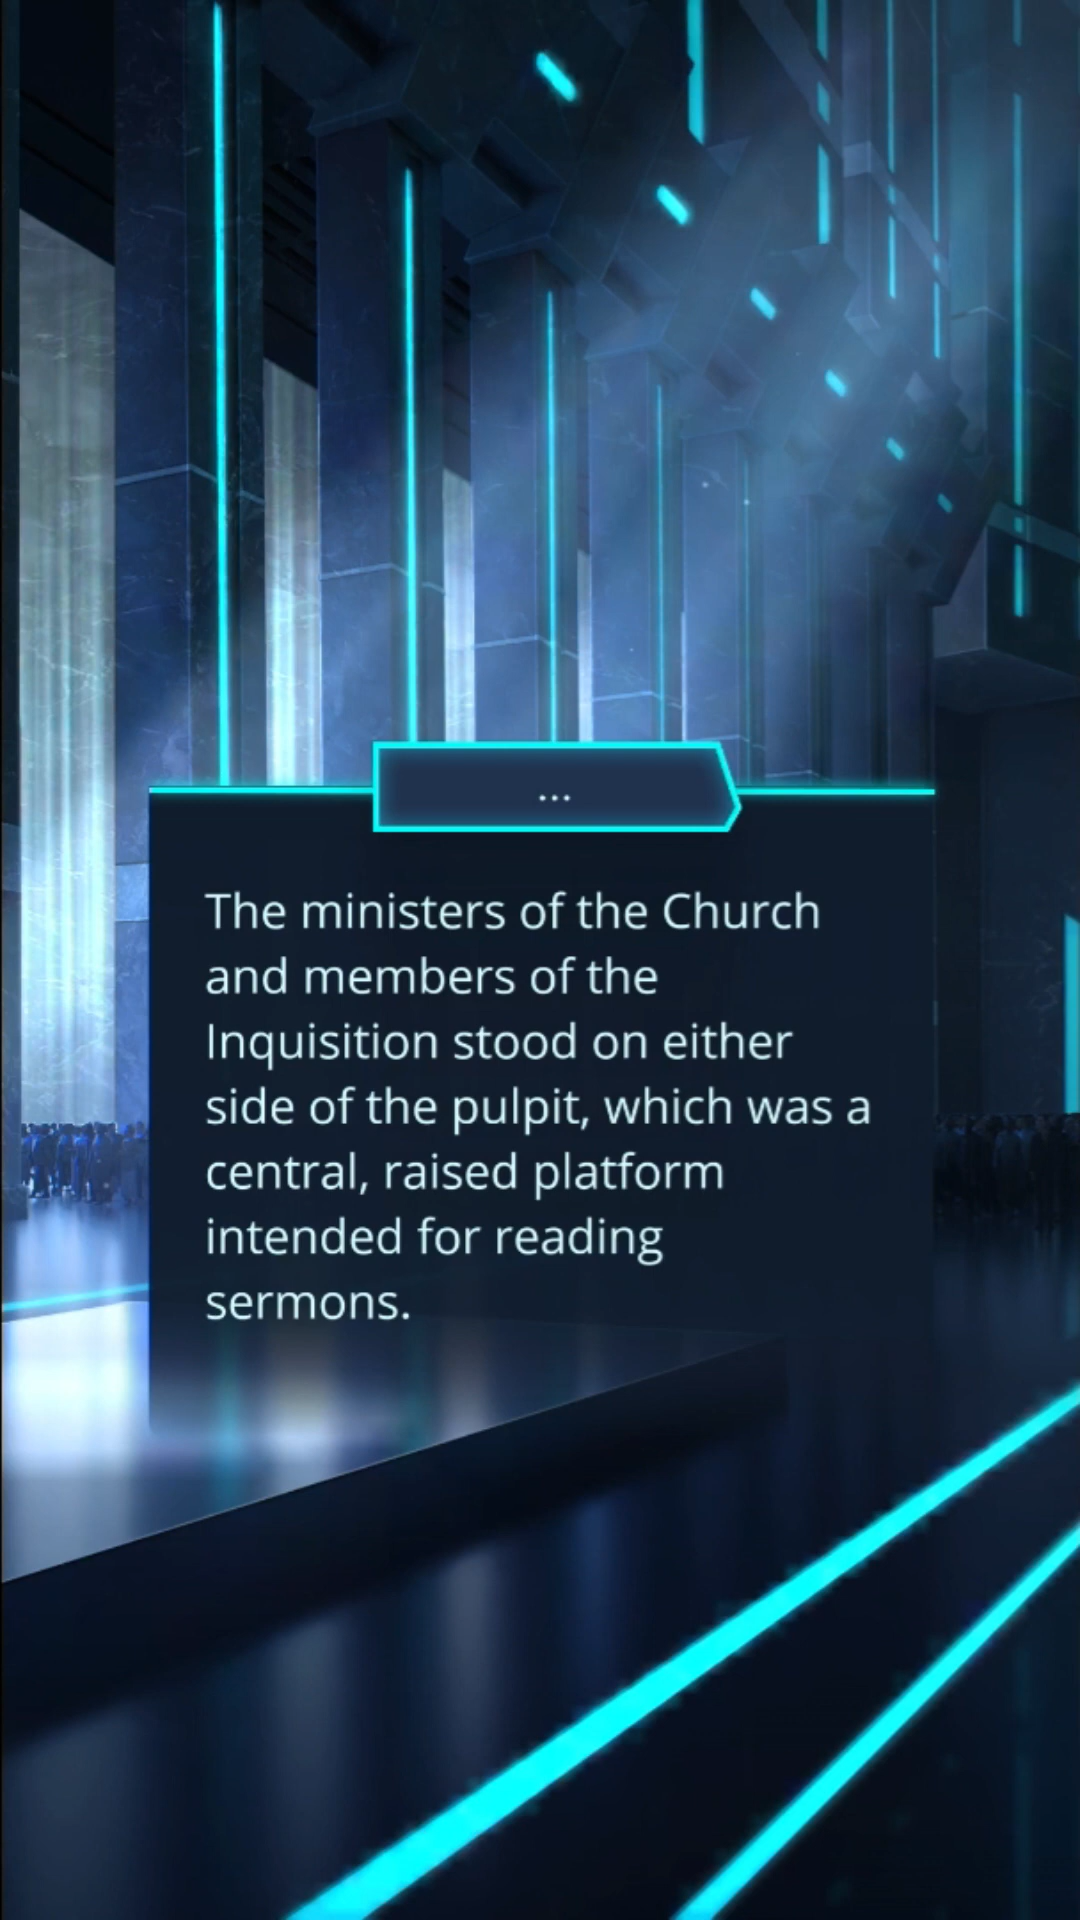 ...
The ministers of the Church
and members of the
Inquisition stood on either
side of the pulpit, which was a
central, raised platform
intended for reading
sermons.